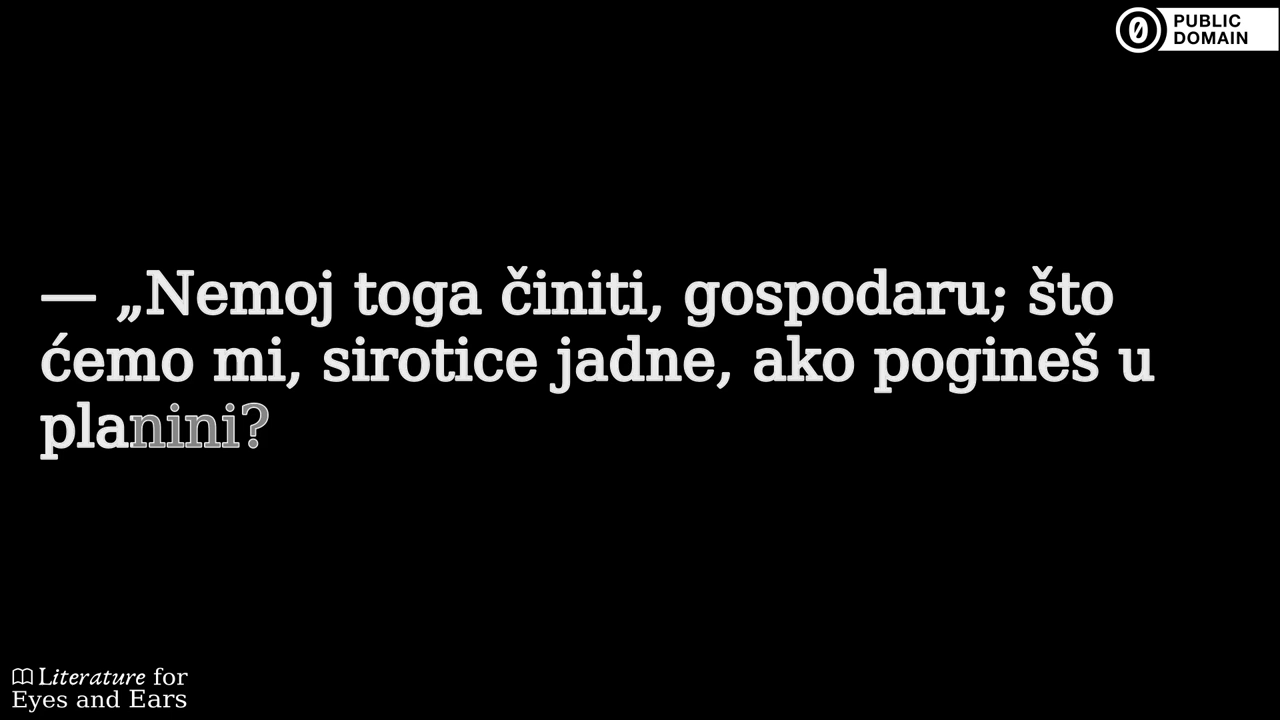 PUBLIC
DOMAIN
— „Nemoj toga činiti, gospodaru; što
ćemo mi, sirotice jadne, ako pogineš u
planini?
Literature for
Eyes and Ears